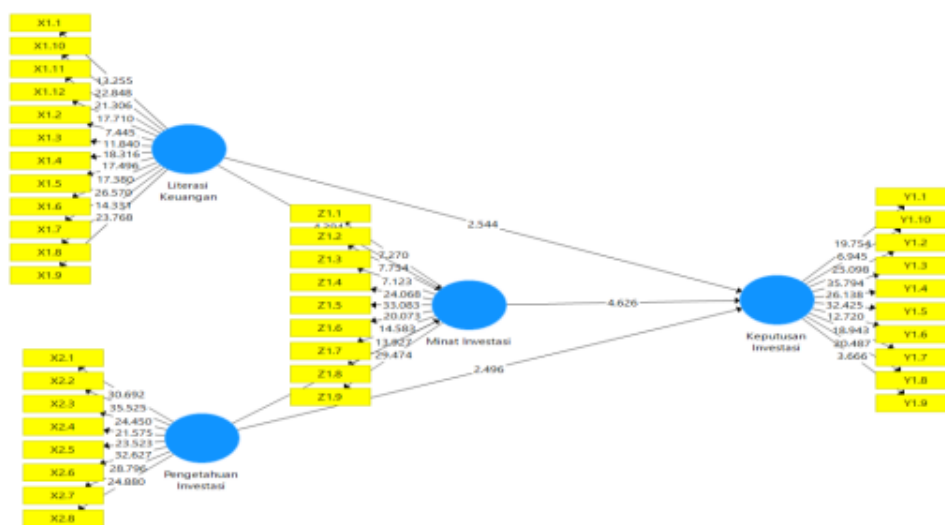 X1.1
X1.10
X1.11
X1.12
X1.2
X1.3
X1.4
X1.5
X1.6
X1.7
X1.8
X1.9
13.255
22.848
21.306
17.710
7.445
11.840
18.316
17.496
17.380
26.570
14.331
23.768
Literasi
Keuangan
2.544
Z1.1
Z1.2
Z1.3
Z1.4
Z1.5
Z1.6
Z1.7
Z1.8
Z1.9
7.734
7.123
24.068
33.083
20.073
14.583
13.927
29.474
Minat Investasi
4.626
2.496
X2.1
X2.2
X2.3
X2.4
X2.5
X2.6
X2.7
X2.8
30.692
35.525
24.450
21.575
23.523
32.627
28.796
24.880
Pengetahuan
Investasi
Keputusan
Investasi
19.754
6.945
25.098
35.794
26.138
32.425
12.720
18.943
3.666
Y1.1
Y1.10
Y1.2
Y1.3
Y1.4
Y1.5
Y1.6
Y1.7
Y1.8
Y1.9